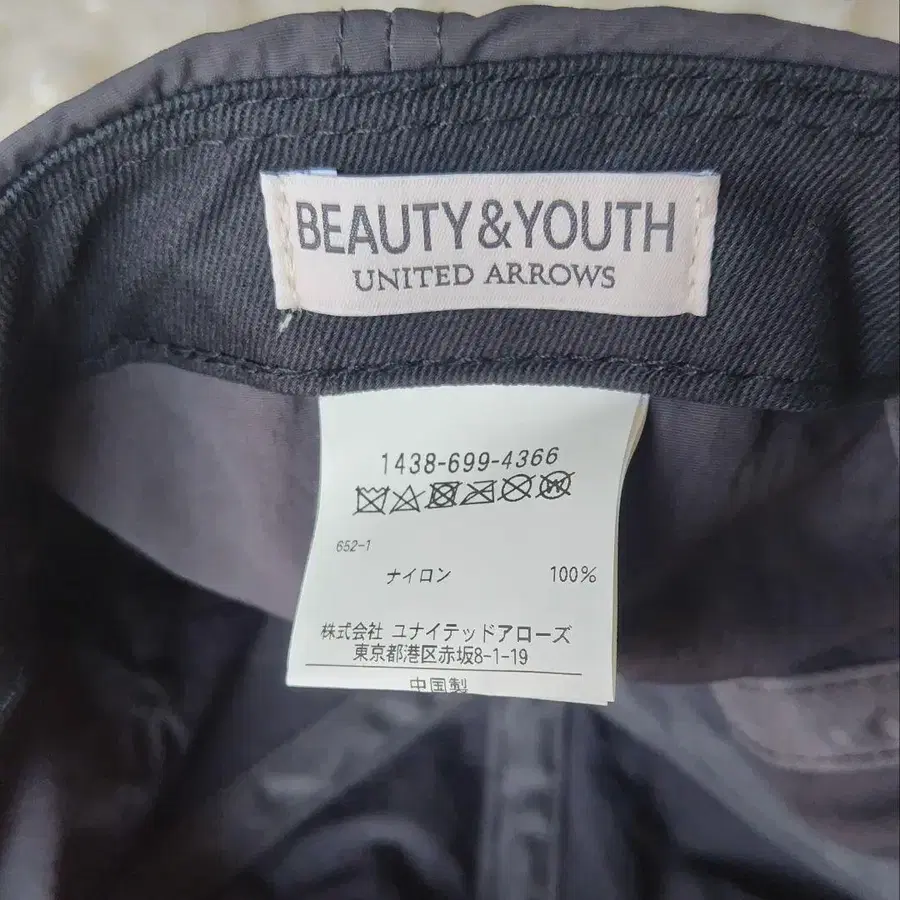 BEAUTY&YOUTH
UNITED ARROWS
1438-699-4366
652-1
ナイロン 100%
株式会社 ユナイテッドアローズ
東京都港区赤坂8-1-19
中国製